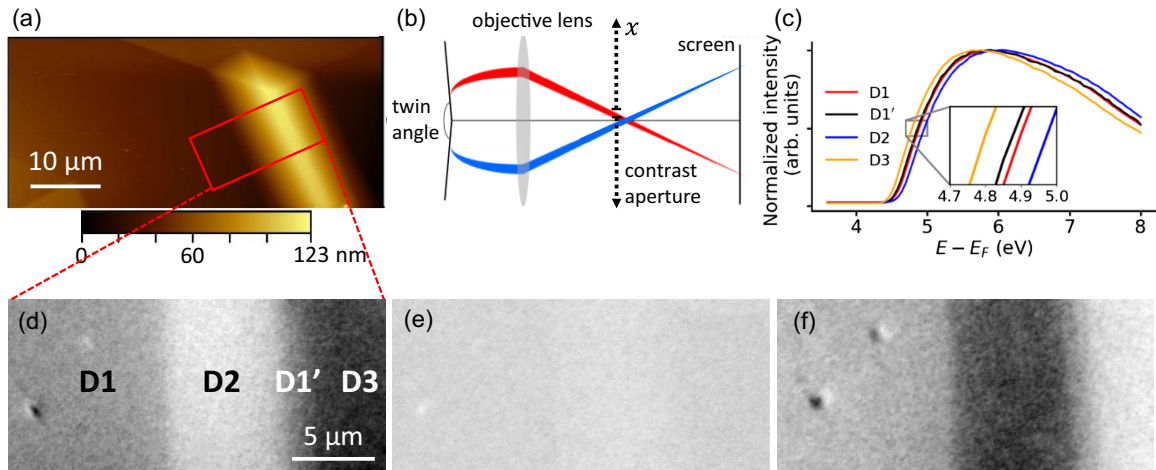 (a)
10 μm
0
60
123 nm
(b)
objective lens
x
screen
twin
angle
contrast
aperture
(c)
Normalized intensity
(arb. units)
D1
D1'
D2
D3
4.7
4.8
4.9
5.0
4
5
6
7
8
E − E_F (eV)
(d)
D1
D2
D1’
D3
5 μm
(e)
(f)